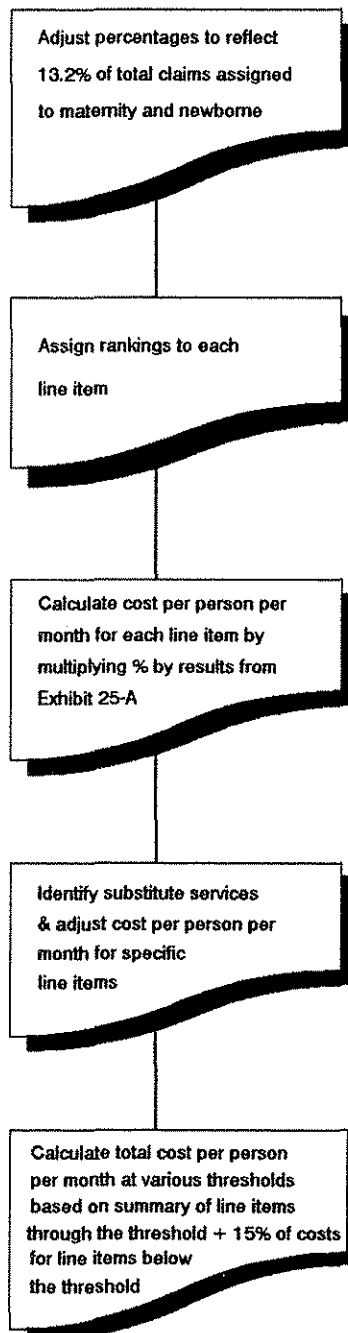 Adjust percentages to reflect
13.2% of total claims assigned
to maternity and newborne
Assign rankings to each
line item
Calculate cost per person per
month for each line item by
multiplying % by results from
Exhibit 25-A
Identify substitute services
& adjust cost per person per
month for specific
line items
Calculate total cost per person
per month at various thresholds
based on summary of line items
through the threshold + 15% of costs
for line items below
the threshold